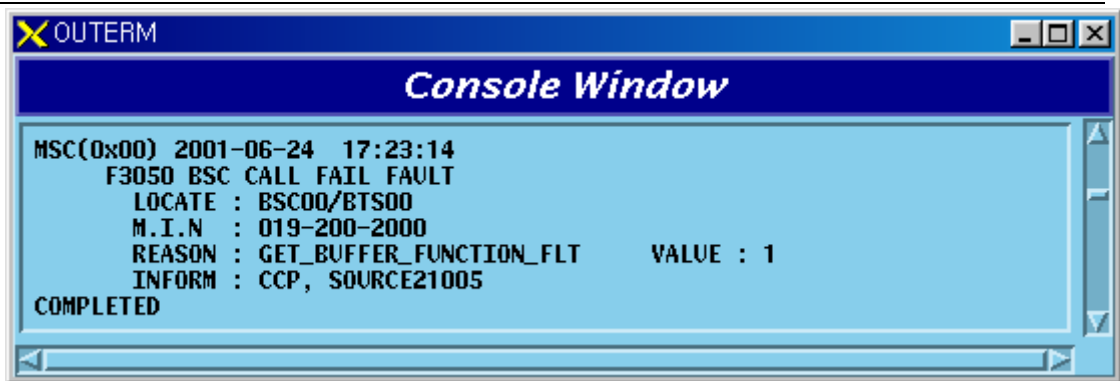 OUTERM
Console Window
MSC(0x00) 2001-06-24 17:23:14
F3050 BSC CALL FAIL FAULT
LOCATE : BSC00/BTS00
M.I.N : 019-200-2000
REASON : GET_BUFFER_FUNCTION_FLT VALUE : 1
INFORM : CCP, SOURCE21005
COMPLETED